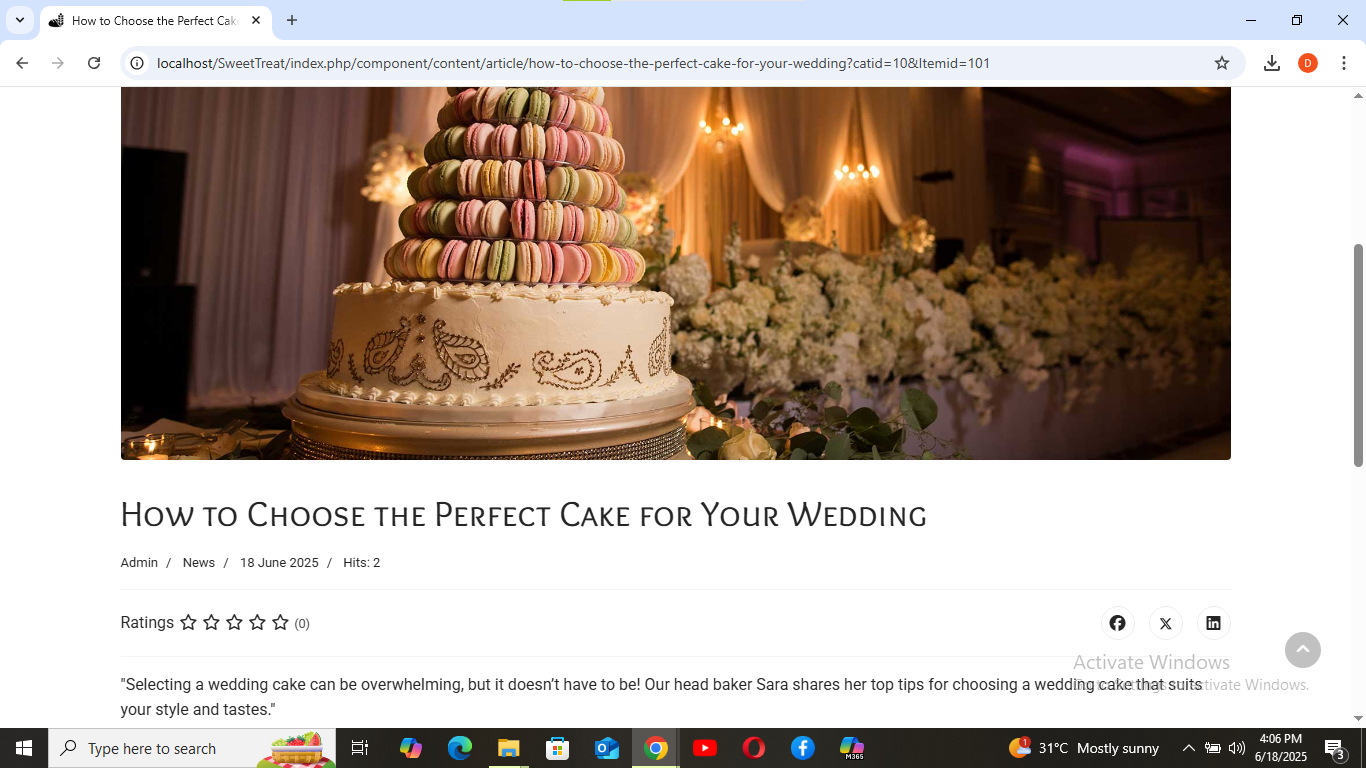 How to Choose the Perfect Cak
localhost/SweetTreat/index.php/component/content/article/how-to-choose-the-perfect-cake-for-your-wedding?catid=10&Itemid=101
D
How to Choose the Perfect Cake for Your Wedding
Admin / News / 18 June 2025 / Hits: 2
Ratings (0)
Activate Windows
"Selecting a wedding cake can be overwhelming, but it doesn’t have to be! Our head baker Sara shares her top tips for choosing a wedding cake that suits
Go to Settings to activate Windows.
your style and tastes."
Type here to search
M365
1
31°C Mostly sunny
4:06 PM
6/18/2025
3